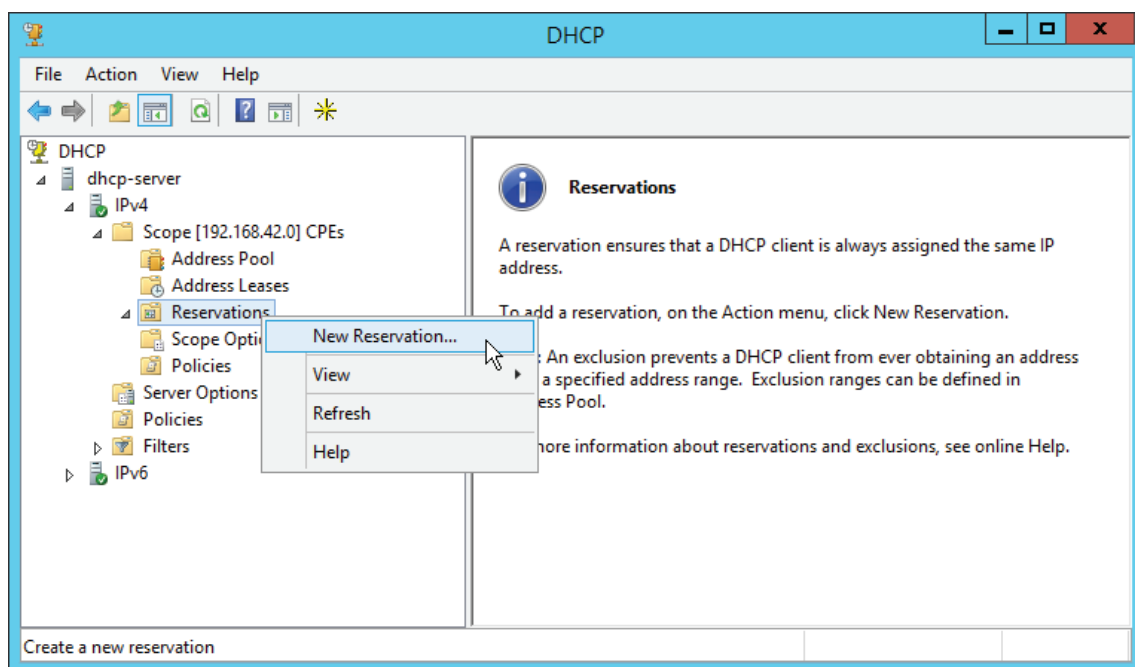 DHCP
File Action View Help
DHCP
dhcp-server
IPv4
Scope [192.168.42.0] CPEs
Address Pool
Address Leases
Reservations
Scope Opti
Policies
Server Options
Policies
Filters
IPv6
New Reservation...
View
Refresh
Help
Reservations
A reservation ensures that a DHCP client is always assigned the same IP
address.
To add a reservation, on the Action menu, click New Reservation.
: An exclusion prevents a DHCP client from ever obtaining an address
a specified address range. Exclusion ranges can be defined in
ess Pool.
more information about reservations and exclusions, see online Help.
Create a new reservation